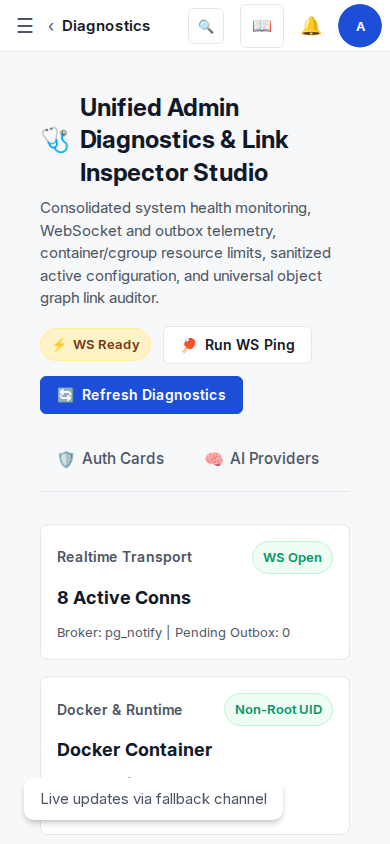 Diagnostics
A
Unified Admin
Diagnostics & Link
Inspector Studio
Consolidated system health monitoring,
WebSocket and outbox telemetry,
container/cgroup resource limits, sanitized
active configuration, and universal object
graph link auditor.
WS Ready
Run WS Ping
Refresh Diagnostics
Auth Cards
AI Providers
Realtime Transport
WS Open
8 Active Conns
Broker: pg_notify | Pending Outbox: 0
Docker & Runtime
Non-Root UID
Docker Container
Live updates via fallback channel